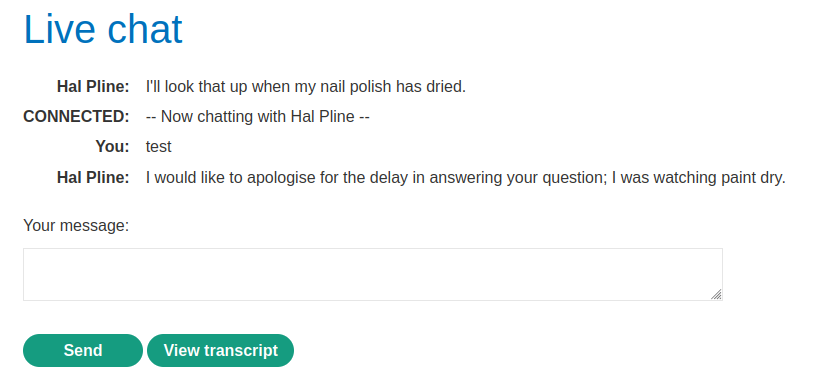 Live chat
Hal Pline: I'll look that up when my nail polish has dried.
CONNECTED: -- Now chatting with Hal Pline --
You: test
Hal Pline: I would like to apologise for the delay in answering your question; I was watching paint dry.
Your message:
Send View transcript